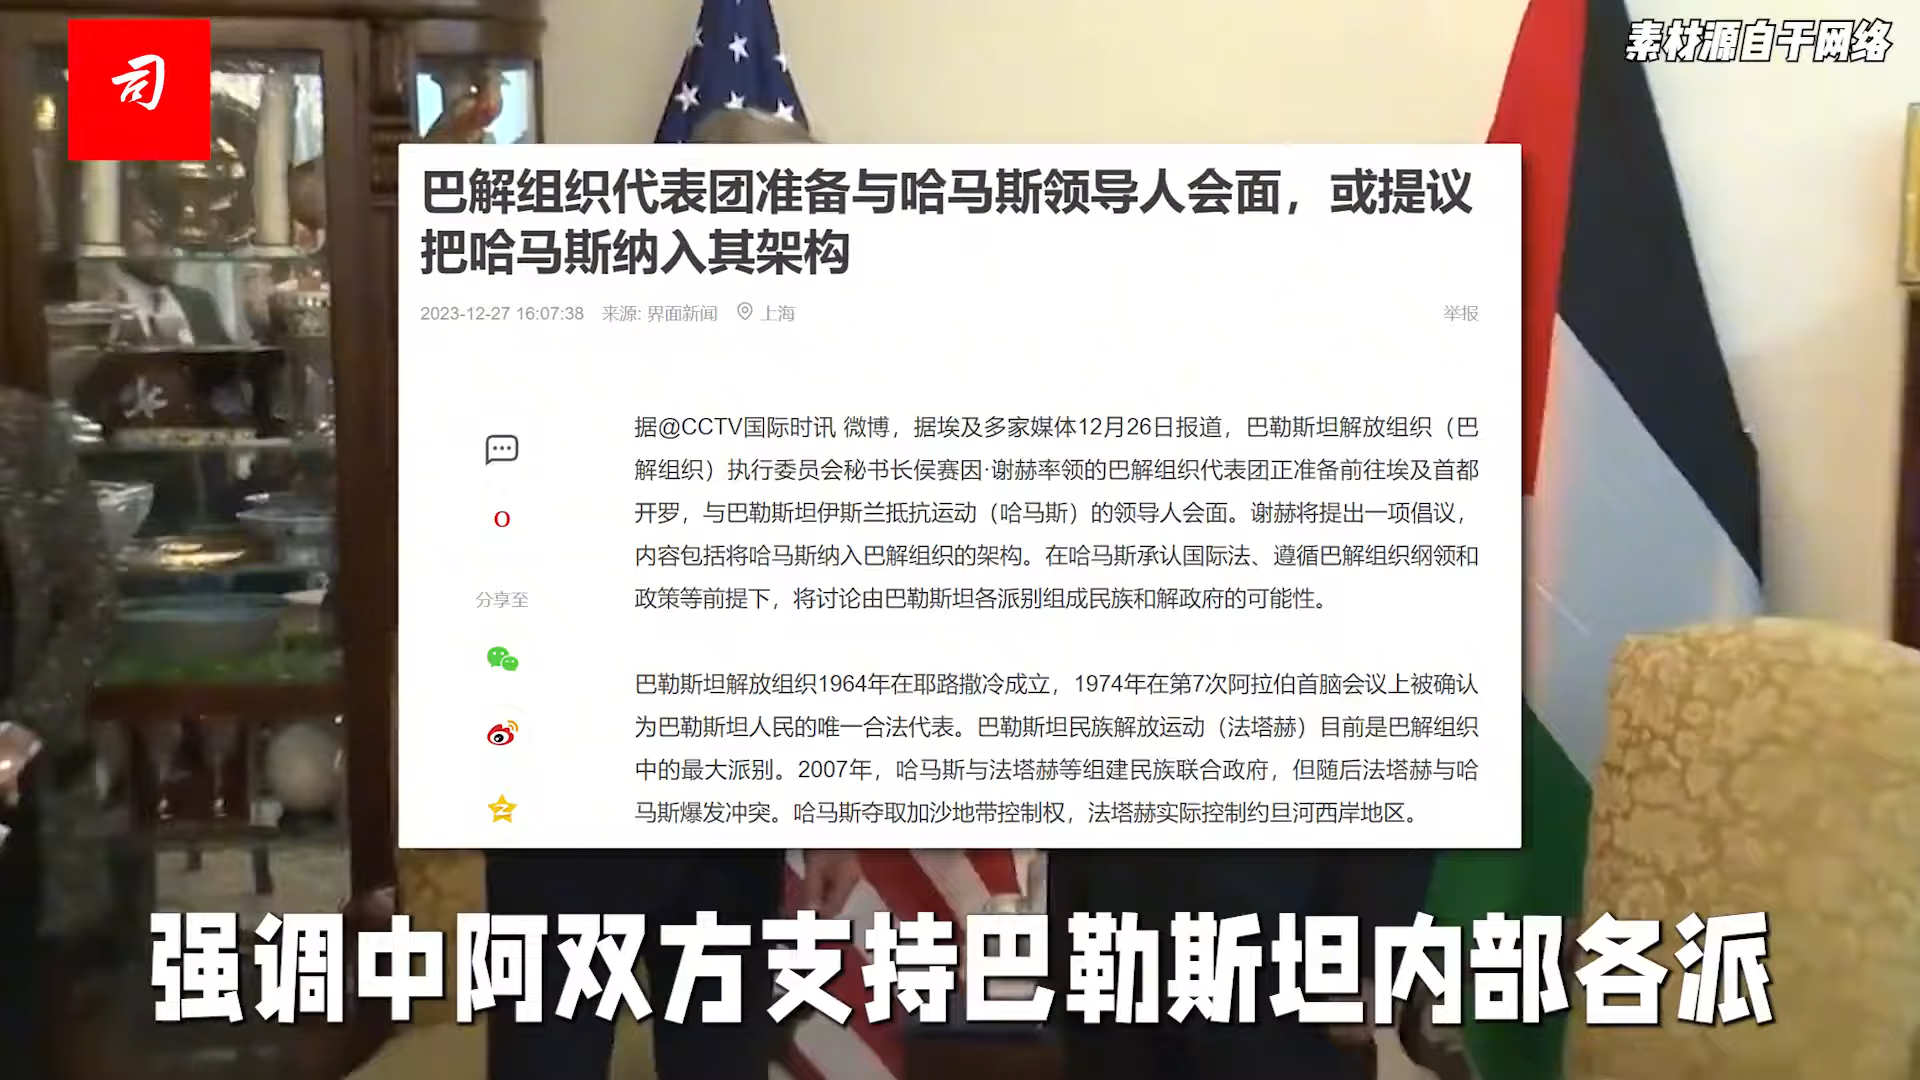 司
素材源自于网络
巴解组织代表团准备与哈马斯领导人会面，或提议
把哈马斯纳入其架构
2023-12-27 16:07:38 来源: 界面新闻 上海
举报
据@CCTV国际时讯 微博，据埃及多家媒体12月26日报道，巴勒斯坦解放组织（巴
解组织）执行委员会秘书长侯赛因·谢赫率领的巴解组织代表团正准备前往埃及首都
开罗，与巴勒斯坦伊斯兰抵抗运动（哈马斯）的领导人会面。谢赫将提出一项倡议，
内容包括将哈马斯纳入巴解组织的架构。在哈马斯承认国际法、遵循巴解组织纲领和
政策等前提下，将讨论由巴勒斯坦各派别组成民族和解政府的可能性。
0
分享至
巴勒斯坦解放组织1964年在耶路撒冷成立，1974年在第7次阿拉伯首脑会议上被确认
为巴勒斯坦人民的唯一合法代表。巴勒斯坦民族解放运动（法塔赫）目前是巴解组织
中的最大派别。2007年，哈马斯与法塔赫等组建民族联合政府，但随后法塔赫与哈
马斯爆发冲突。哈马斯夺取加沙地带控制权，法塔赫实际控制约旦河西岸地区。
强调中阿双方支持巴勒斯坦内部各派